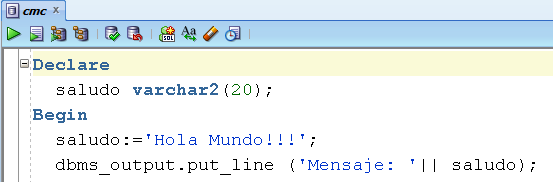 cmc
Declare
saludo varchar2(20);
Begin
saludo:='Hola Mundo!!!';
dbms_output.put_line ('Mensaje: '|| saludo);